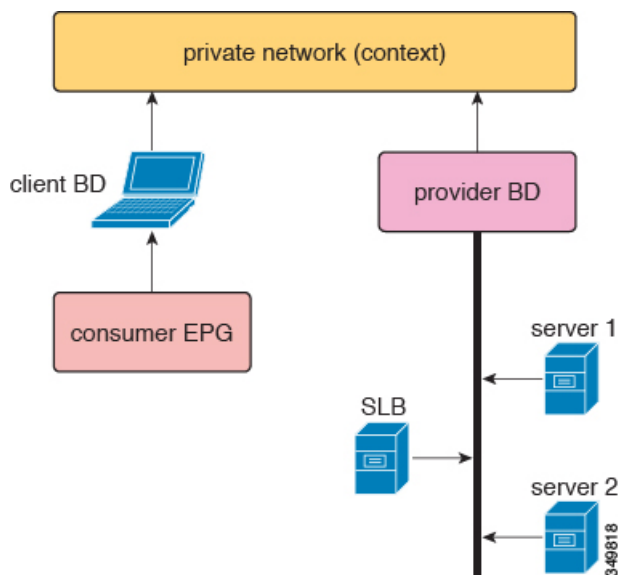 private network (context)
client BD
provider BD
consumer EPG
server 1
SLB
server 2
349818